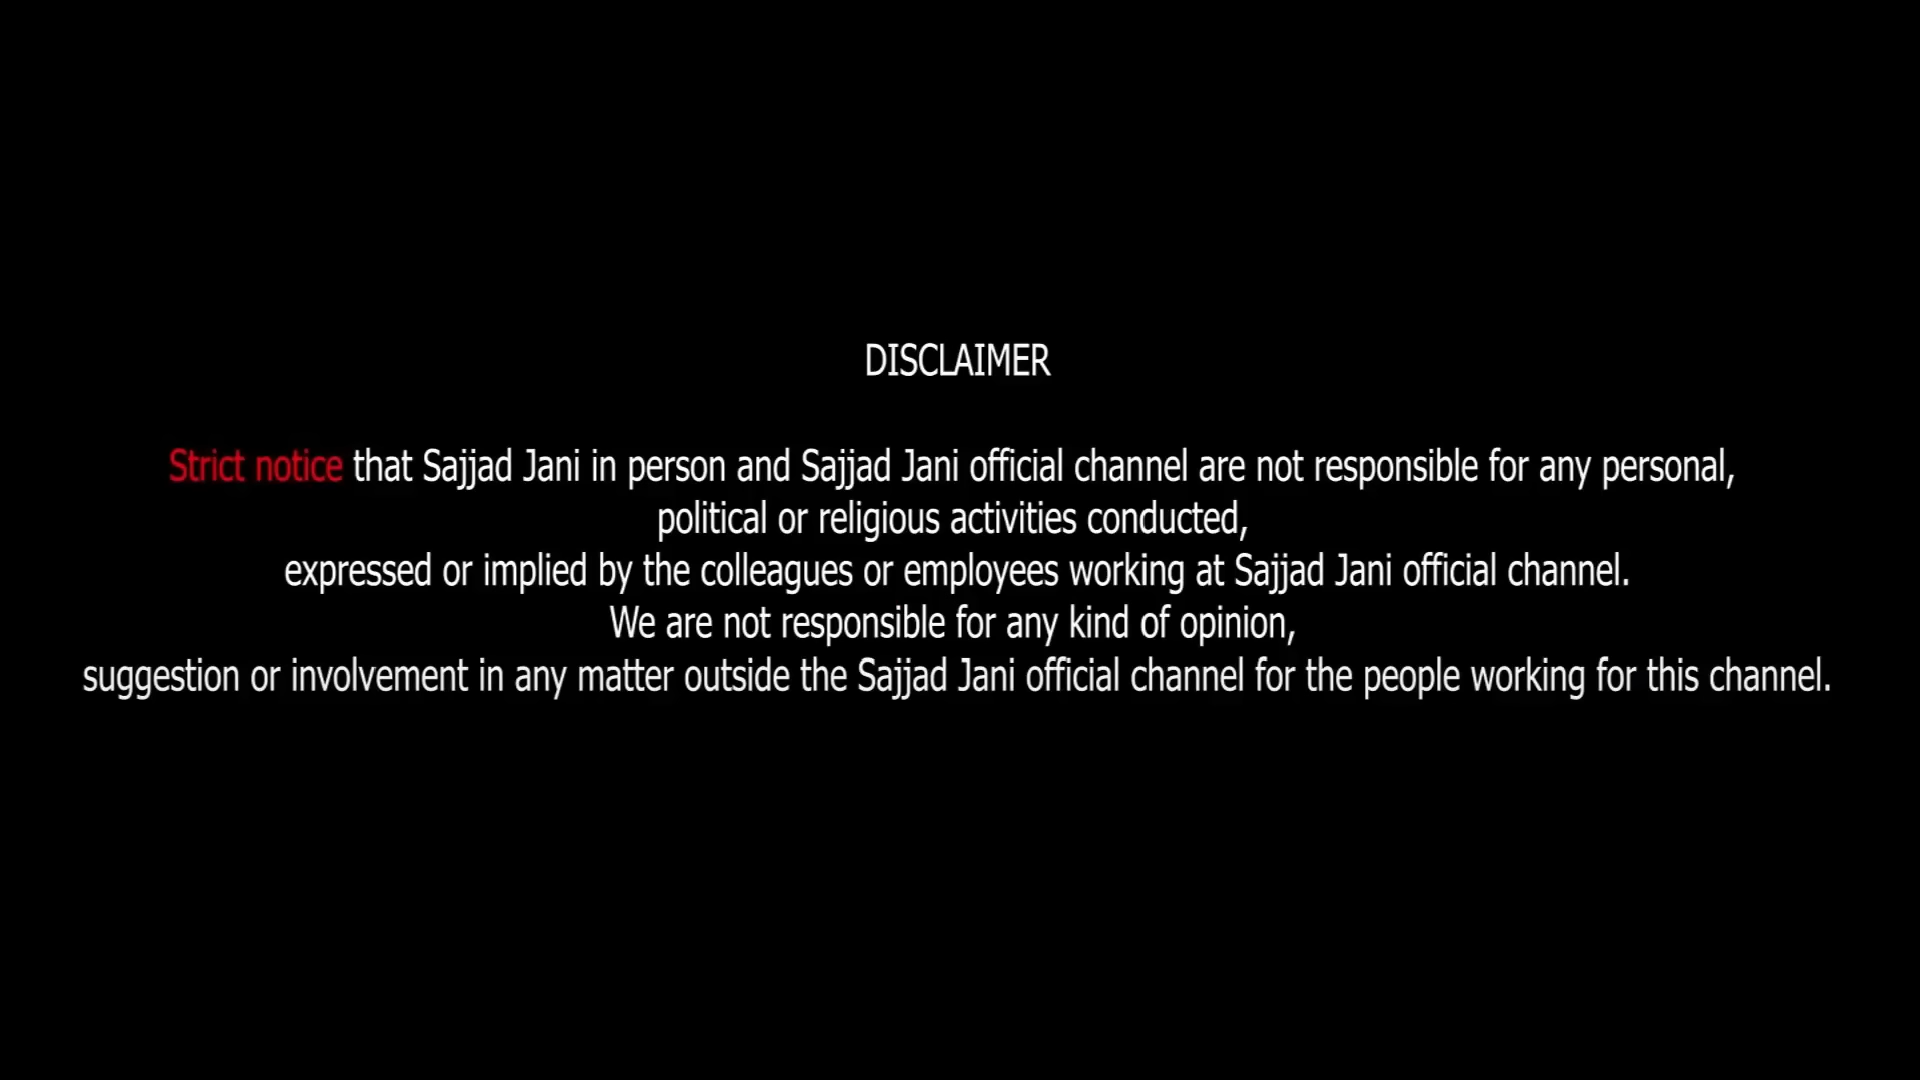 DISCLAIMER
Strict notice that Sajjad Jani in person and Sajjad Jani official channel are not responsible for any personal,
political or religious activities conducted,
expressed or implied by the colleagues or employees working at Sajjad Jani official channel.
We are not responsible for any kind of opinion,
suggestion or involvement in any matter outside the Sajjad Jani official channel for the people working for this channel.